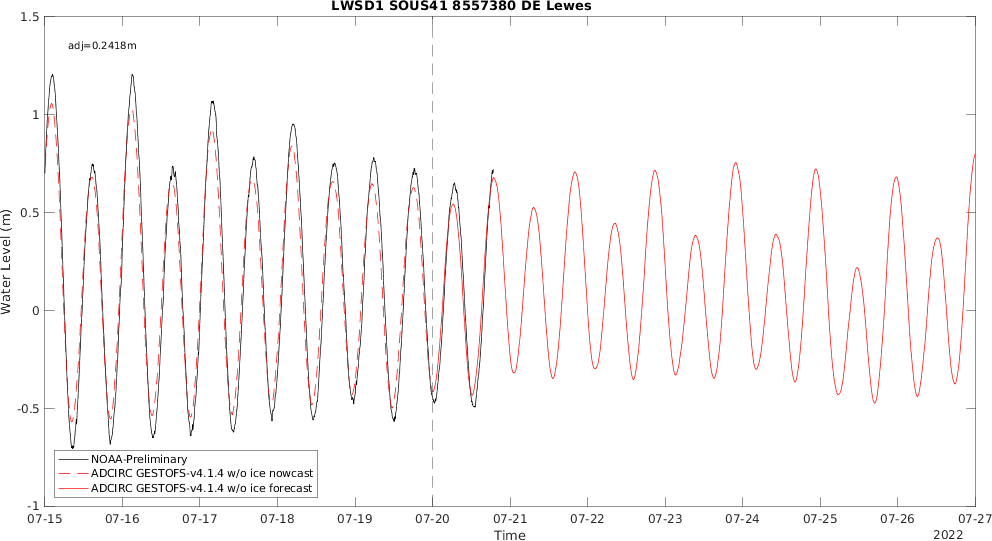 LWSD1 SOUS41 8557380 DE Lewes
adj=0.2418m
1.5
1
0.5
0
-0.5
-1
Water Level (m)
NOAA-Preliminary
ADCIRC GESTOFS-v4.1.4 w/o ice nowcast
ADCIRC GESTOFS-v4.1.4 w/o ice forecast
07-15 07-16 07-17 07-18 07-19 07-20 07-21 07-22 07-23 07-24 07-25 07-26 07-27
Time
2022